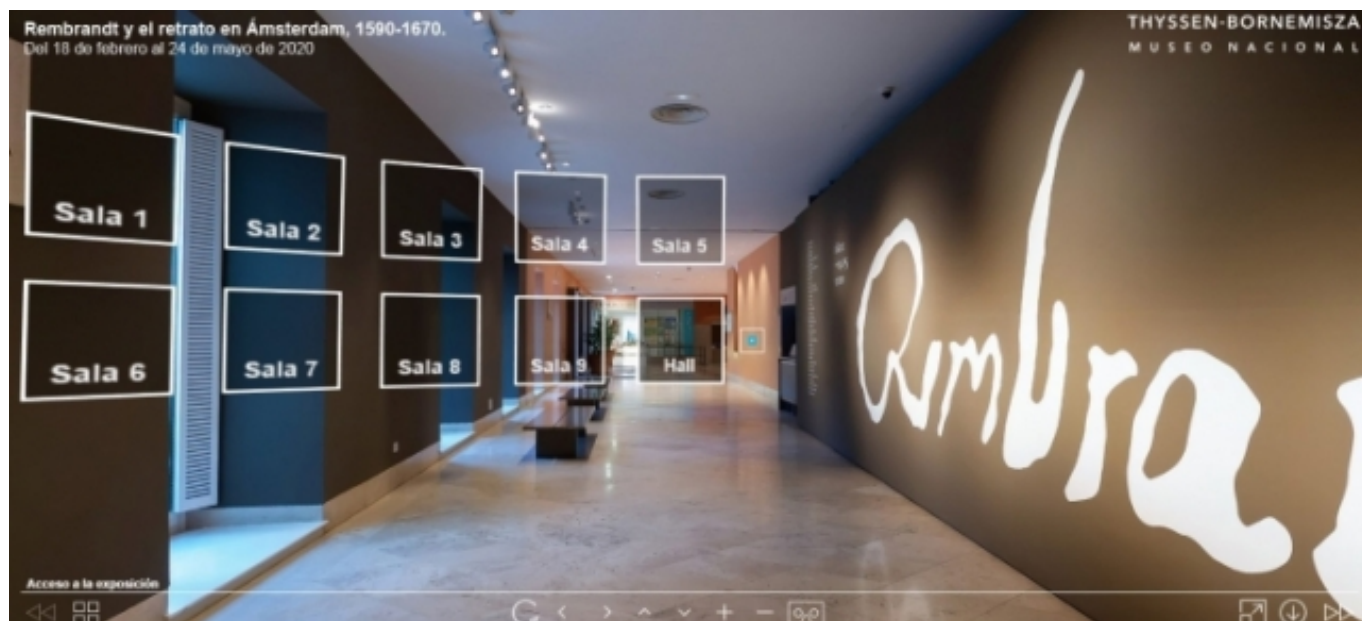 Rembrandt y el retrato en Ámsterdam, 1590-1670.
Del 18 de febrero al 24 de mayo de 2020
THYSSEN-BORNEMISZA
MUSEO NACIONAL
Sala 1
Sala 2
Sala 3
Sala 4
Sala 5
Sala 6
Sala 7
Sala 8
Sala 9
Hall
Rembra
Acceso a la exposición